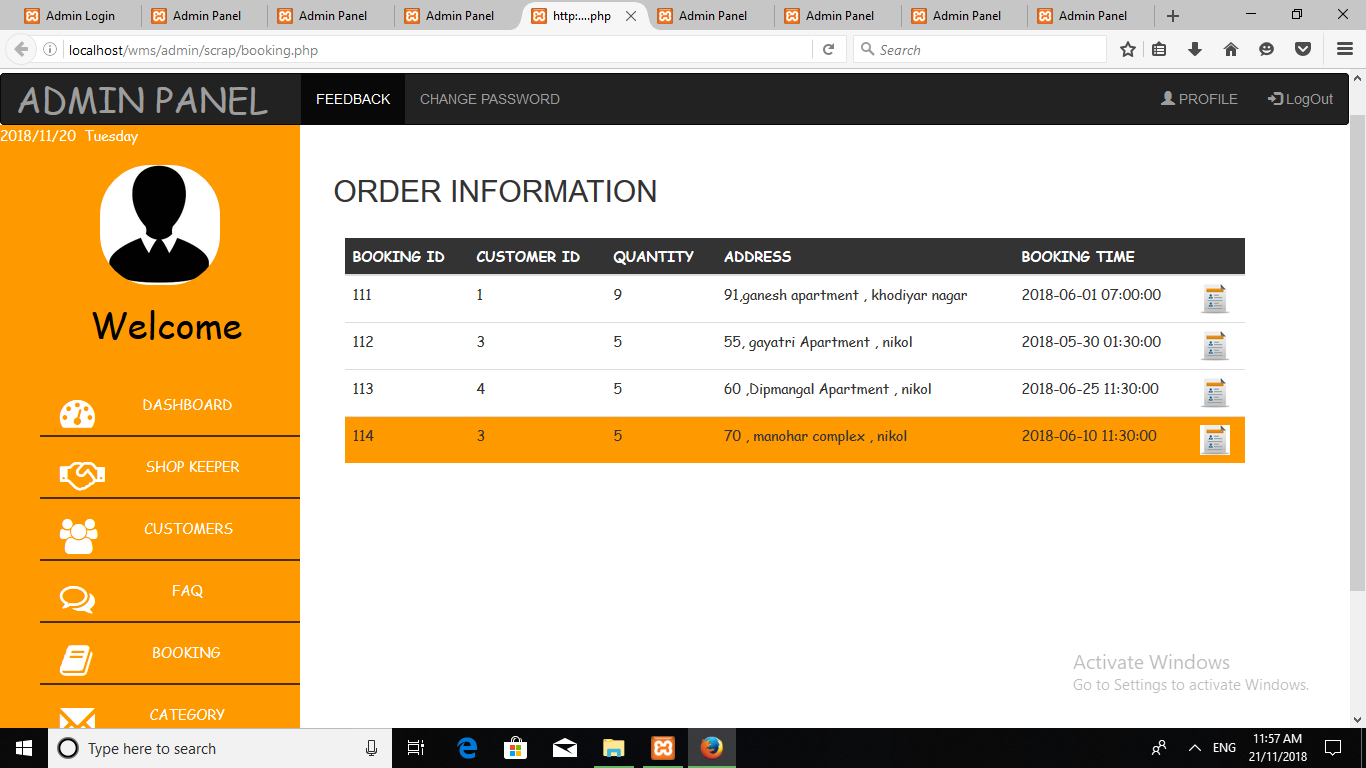 Admin Login Admin Panel Admin Panel Admin Panel http:....php Admin Panel Admin Panel Admin Panel Admin Panel
localhost/wms/admin/scrap/booking.php Search
ADMIN PANEL FEEDBACK CHANGE PASSWORD PROFILE LogOut
2018/11/20 Tuesday
Welcome
DASHBOARD
SHOP KEEPER
CUSTOMERS
FAQ
BOOKING
CATEGORY
ORDER INFORMATION
BOOKING ID CUSTOMER ID QUANTITY ADDRESS BOOKING TIME
111 1 9 91,ganesh apartment , khodiyar nagar 2018-06-01 07:00:00
112 3 5 55, gayatri Apartment , nikol 2018-05-30 01:30:00
113 4 5 60 ,Dipmangal Apartment , nikol 2018-06-25 11:30:00
114 3 5 70 , manohar complex , nikol 2018-06-10 11:30:00
Activate Windows
Go to Settings to activate Windows.
Type here to search ENG 11:57 AM
21/11/2018